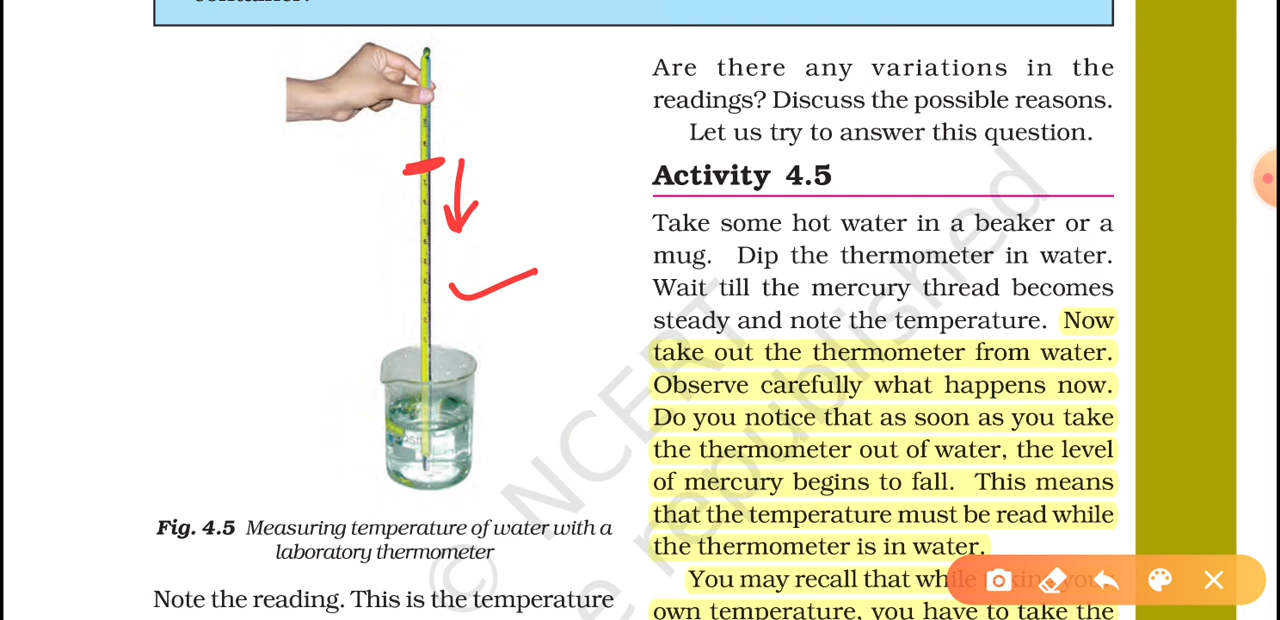 Are there any variations in the
readings? Discuss the possible reasons.
Let us try to answer this question.
Activity 4.5
Take some hot water in a beaker or a
mug. Dip the thermometer in water.
Wait till the mercury thread becomes
steady and note the temperature. Now
take out the thermometer from water.
Observe carefully what happens now.
Do you notice that as soon as you take
the thermometer out of water, the level
of mercury begins to fall. This means
that the temperature must be read while
the thermometer is in water.
You may recall that while taking your
own temperature, you have to take the
Fig. 4.5 Measuring temperature of water with a
laboratory thermometer
Note the reading. This is the temperature
© NCERT
republished